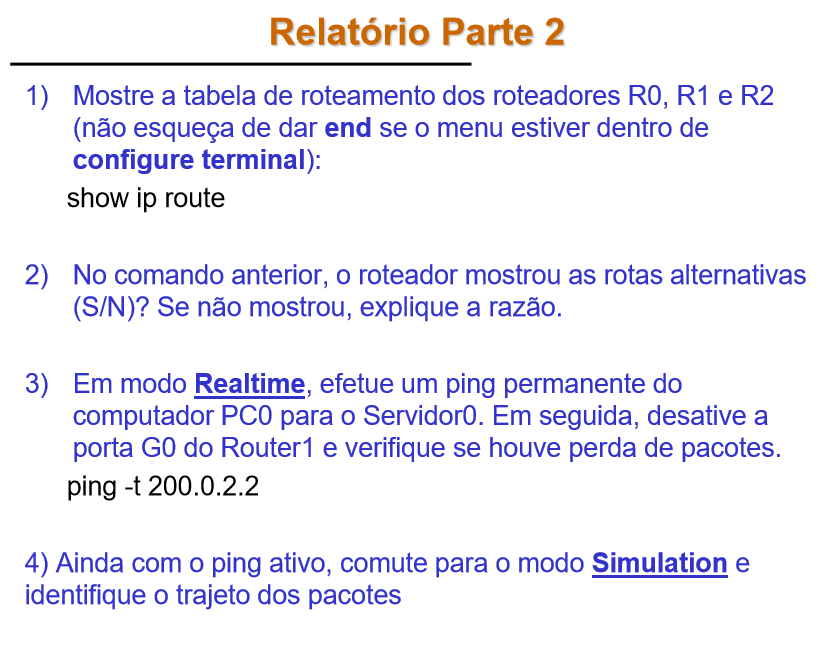 Relatório Parte 2
1) Mostre a tabela de roteamento dos roteadores R0, R1 e R2
(não esqueça de dar end se o menu estiver dentro de
configure terminal):
show ip route
2) No comando anterior, o roteador mostrou as rotas alternativas
(S/N)? Se não mostrou, explique a razão.
3) Em modo Realtime, efetue um ping permanente do
computador PC0 para o Servidor0. Em seguida, desative a
porta G0 do Router1 e verifique se houve perda de pacotes.
ping -t 200.0.2.2
4) Ainda com o ping ativo, comute para o modo Simulation e
identifique o trajeto dos pacotes